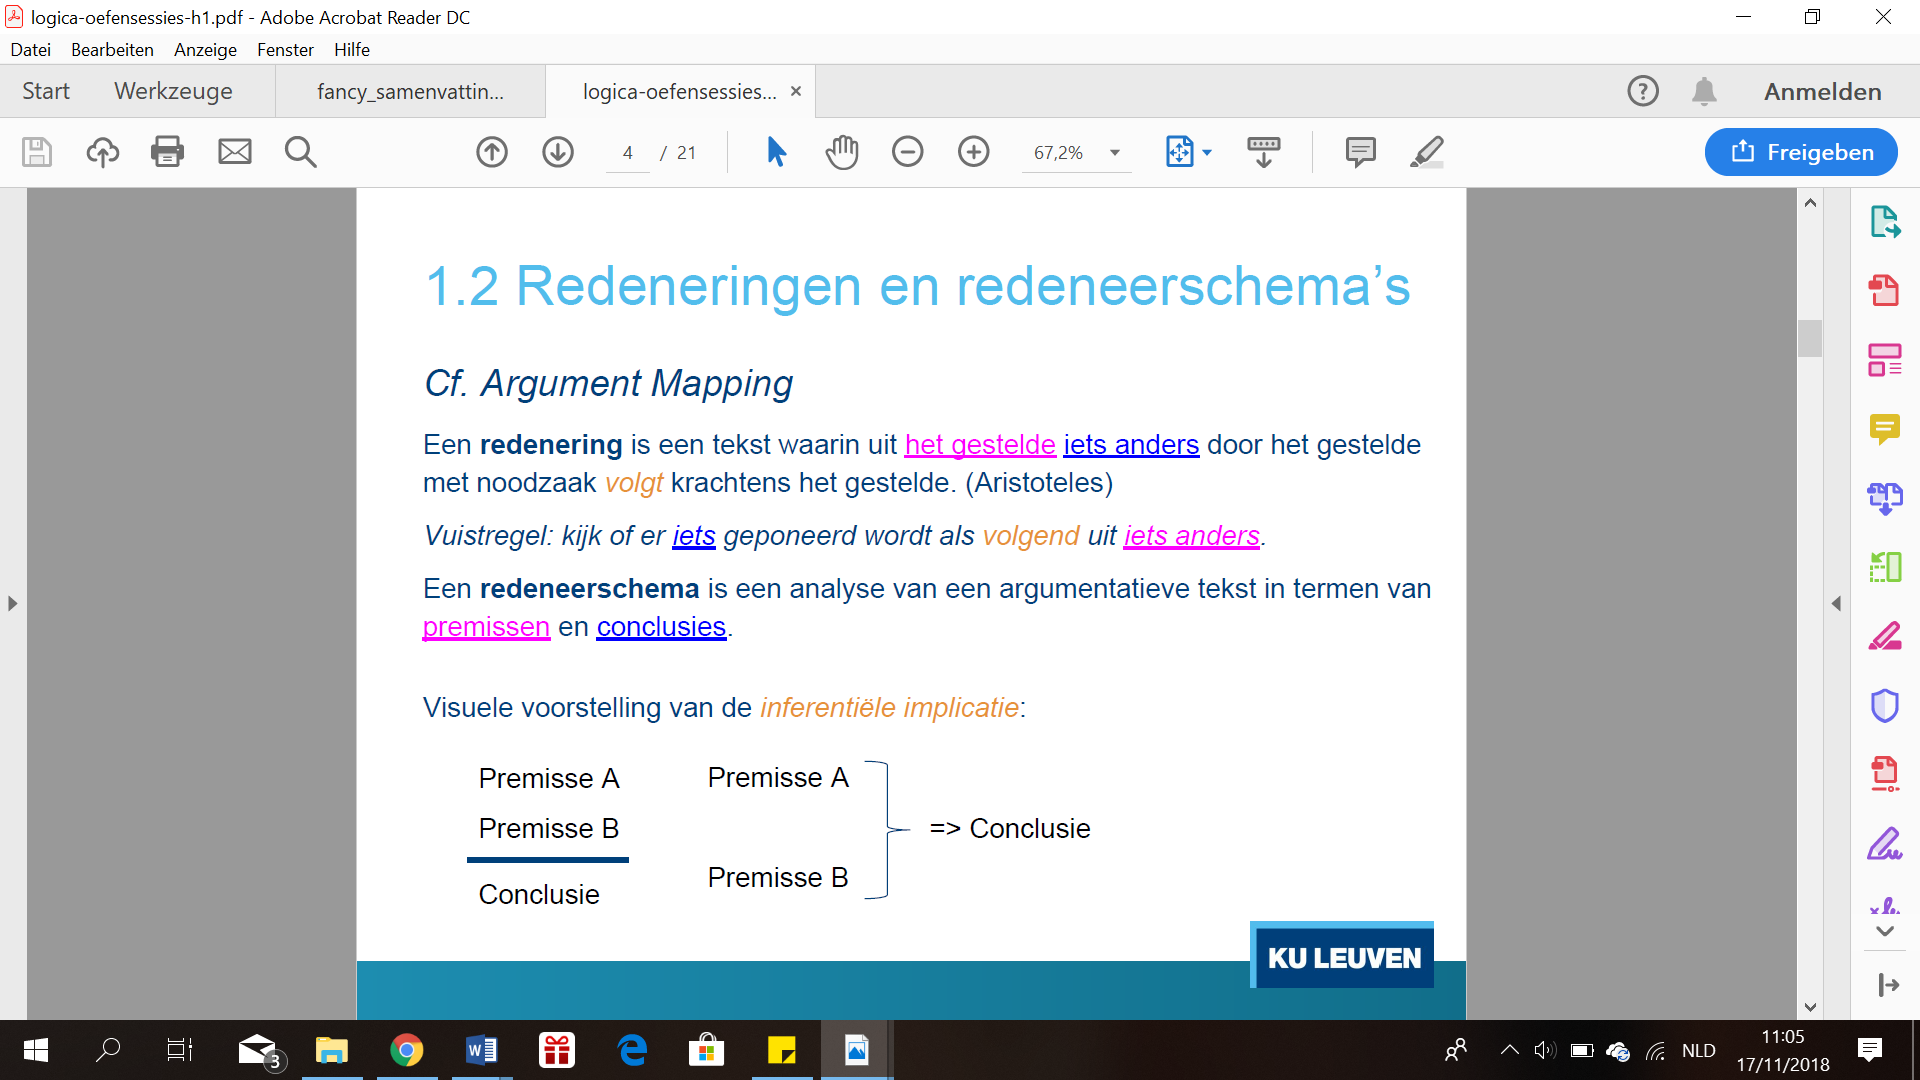 logica-oefensessies-h1.pdf - Adobe Acrobat Reader DC
Datei Bearbeiten Anzeige Fenster Hilfe
Start Werkzeuge fancy_samenvattin... logica-oefensessies... × Anmelden
4 / 21 67,2% Freigeben
1.2 Redeneringen en redeneerschema’s
Cf. Argument Mapping
Een redenering is een tekst waarin uit het gestelde iets anders door het gestelde
met noodzaak volgt krachtens het gestelde. (Aristoteles)
Vuistregel: kijk of er iets geponeerd wordt als volgend uit iets anders.
Een redeneerschema is een analyse van een argumentatieve tekst in termen van
premissen en conclusies.
Visuele voorstelling van de inferentiële implicatie:
Premisse A Premisse A
Premisse B => Conclusie
Premisse B
Conclusie
KU LEUVEN
3 NLD 11:05
17/11/2018